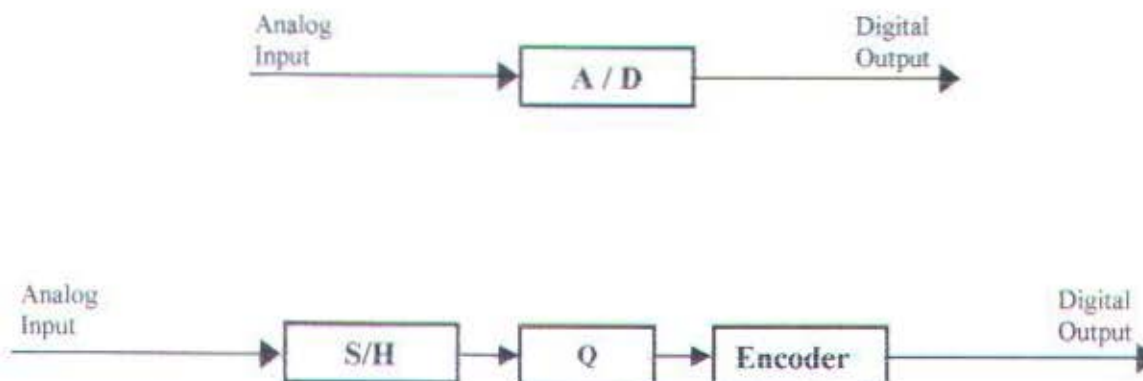 Analog
Input
A / D
Digital
Output
Analog
Input
S/H
Q
Encoder
Digital
Output